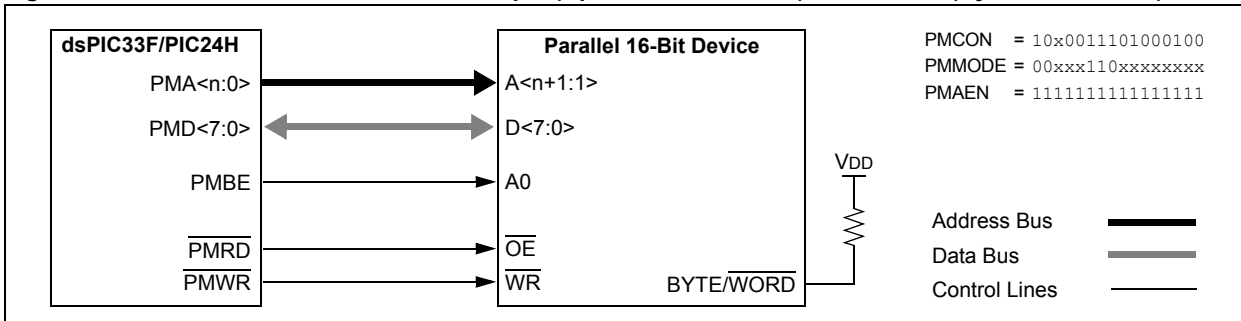 dsPIC33F/PIC24H
PMA<n:0>
PMD<7:0>
PMBE
PMRD
PMWR
Parallel 16-Bit Device
A<n+1:1>
D<7:0>
A0
OE
WR
BYTE/WORD
VDD
PMCON = 10x0011101000100
PMMODE = 00xxx110xxxxxxxx
PMAEN = 1111111111111111
Address Bus
Data Bus
Control Lines